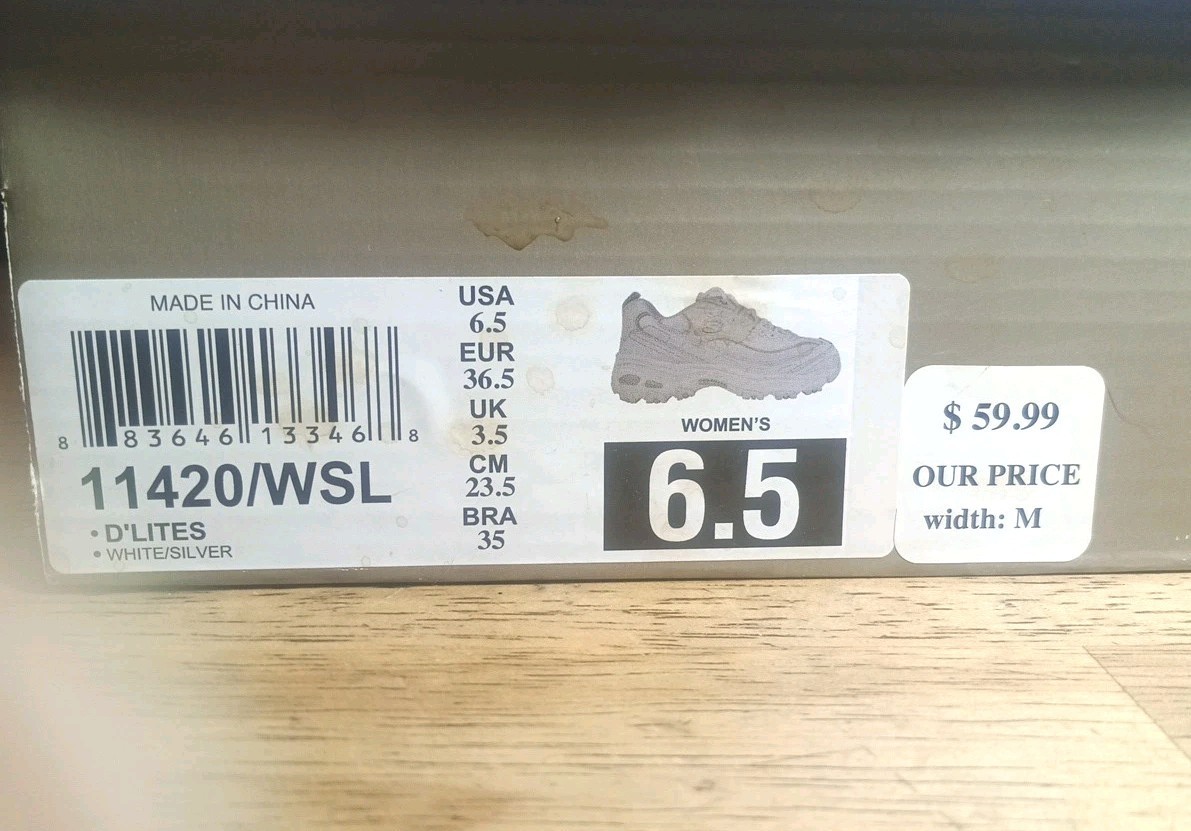 MADE IN CHINA
8 83646 13346 8
11420/WSL
• D'LITES
• WHITE/SILVER
USA
6.5
EUR
36.5
UK
3.5
CM
23.5
BRA
35
WOMEN'S
6.5
$ 59.99
OUR PRICE
width: M